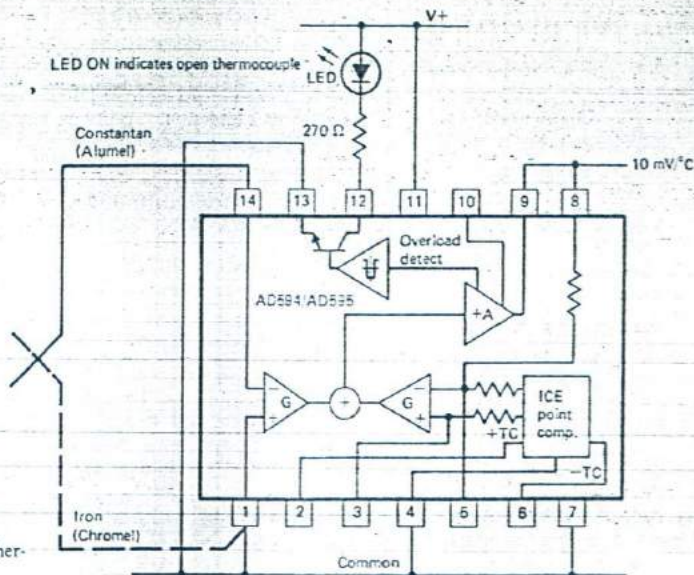 V+
LED ON indicates open thermocouple
LED
270 Ω
Constantan
(Alumel)
10 mV/°C
14
13
12
11
10
9
8
Overload
detect
AD594/AD595
+A
−
G
+
+
−
G
+
ICE
point
comp.
+TC
−TC
1
2
3
4
5
6
7
Iron
(Chromel)
Common